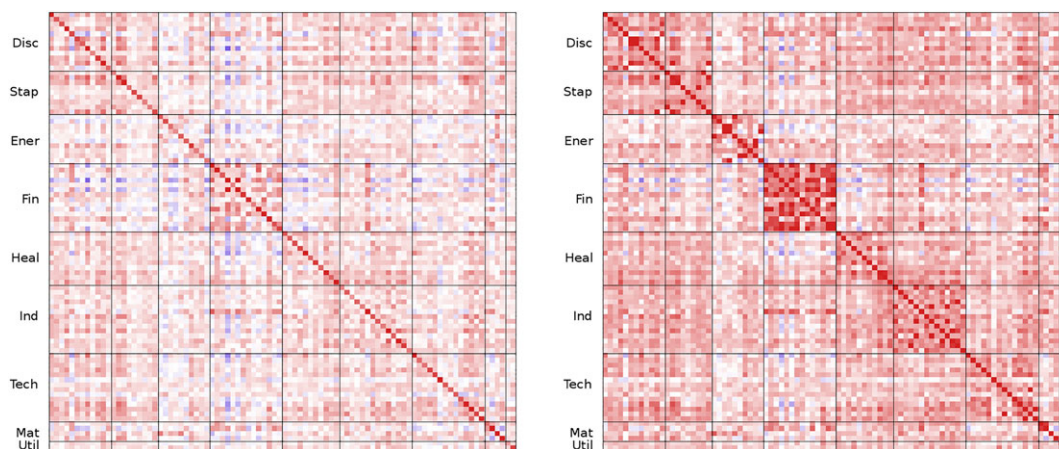 Disc
Stap
Ener
Fin
Heal
Ind
Tech
Mat
Util
Disc
Stap
Ener
Fin
Heal
Ind
Tech
Mat
Util